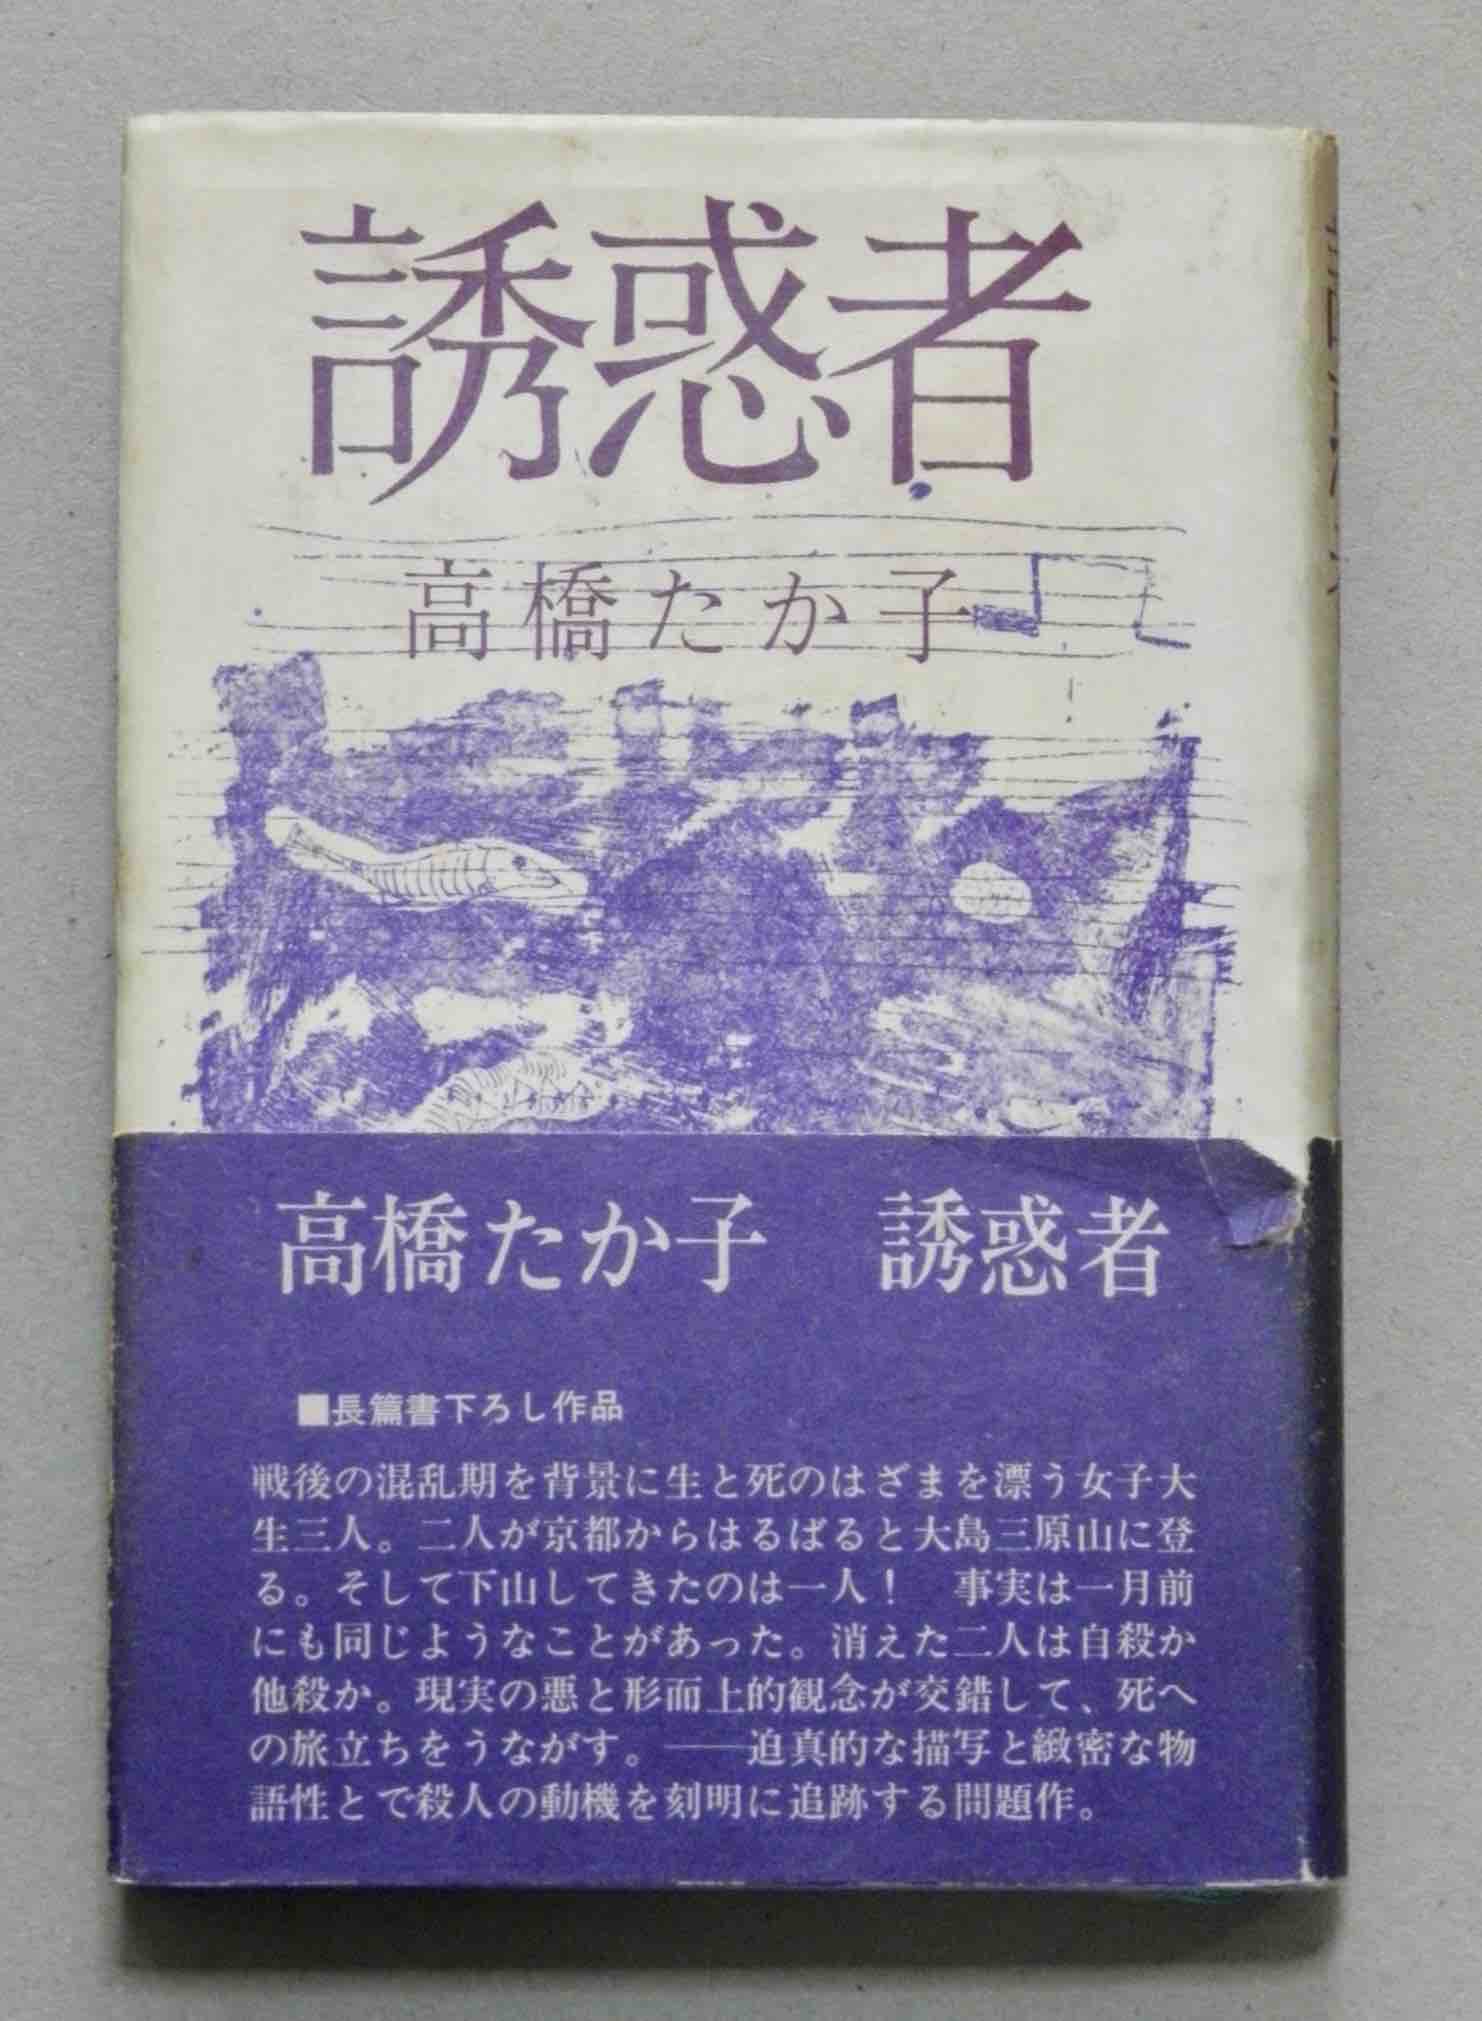 誘惑者
高橋たか子
高橋たか子　誘惑者
■長篇書下ろし作品
戦後の混乱期を背景に生と死のはざまを漂う女子大
生三人。二人が京都からはるばると大島三原山に登
る。そして下山してきたのは一人！　事実は一月前
にも同じようなことがあった。消えた二人は自殺か
他殺か。現実の悪と形而上的観念が交錯して、死へ
の旅立ちをうながす。――迫真的な描写と緻密な物
語性とで殺人の動機を刻明に追跡する問題作。